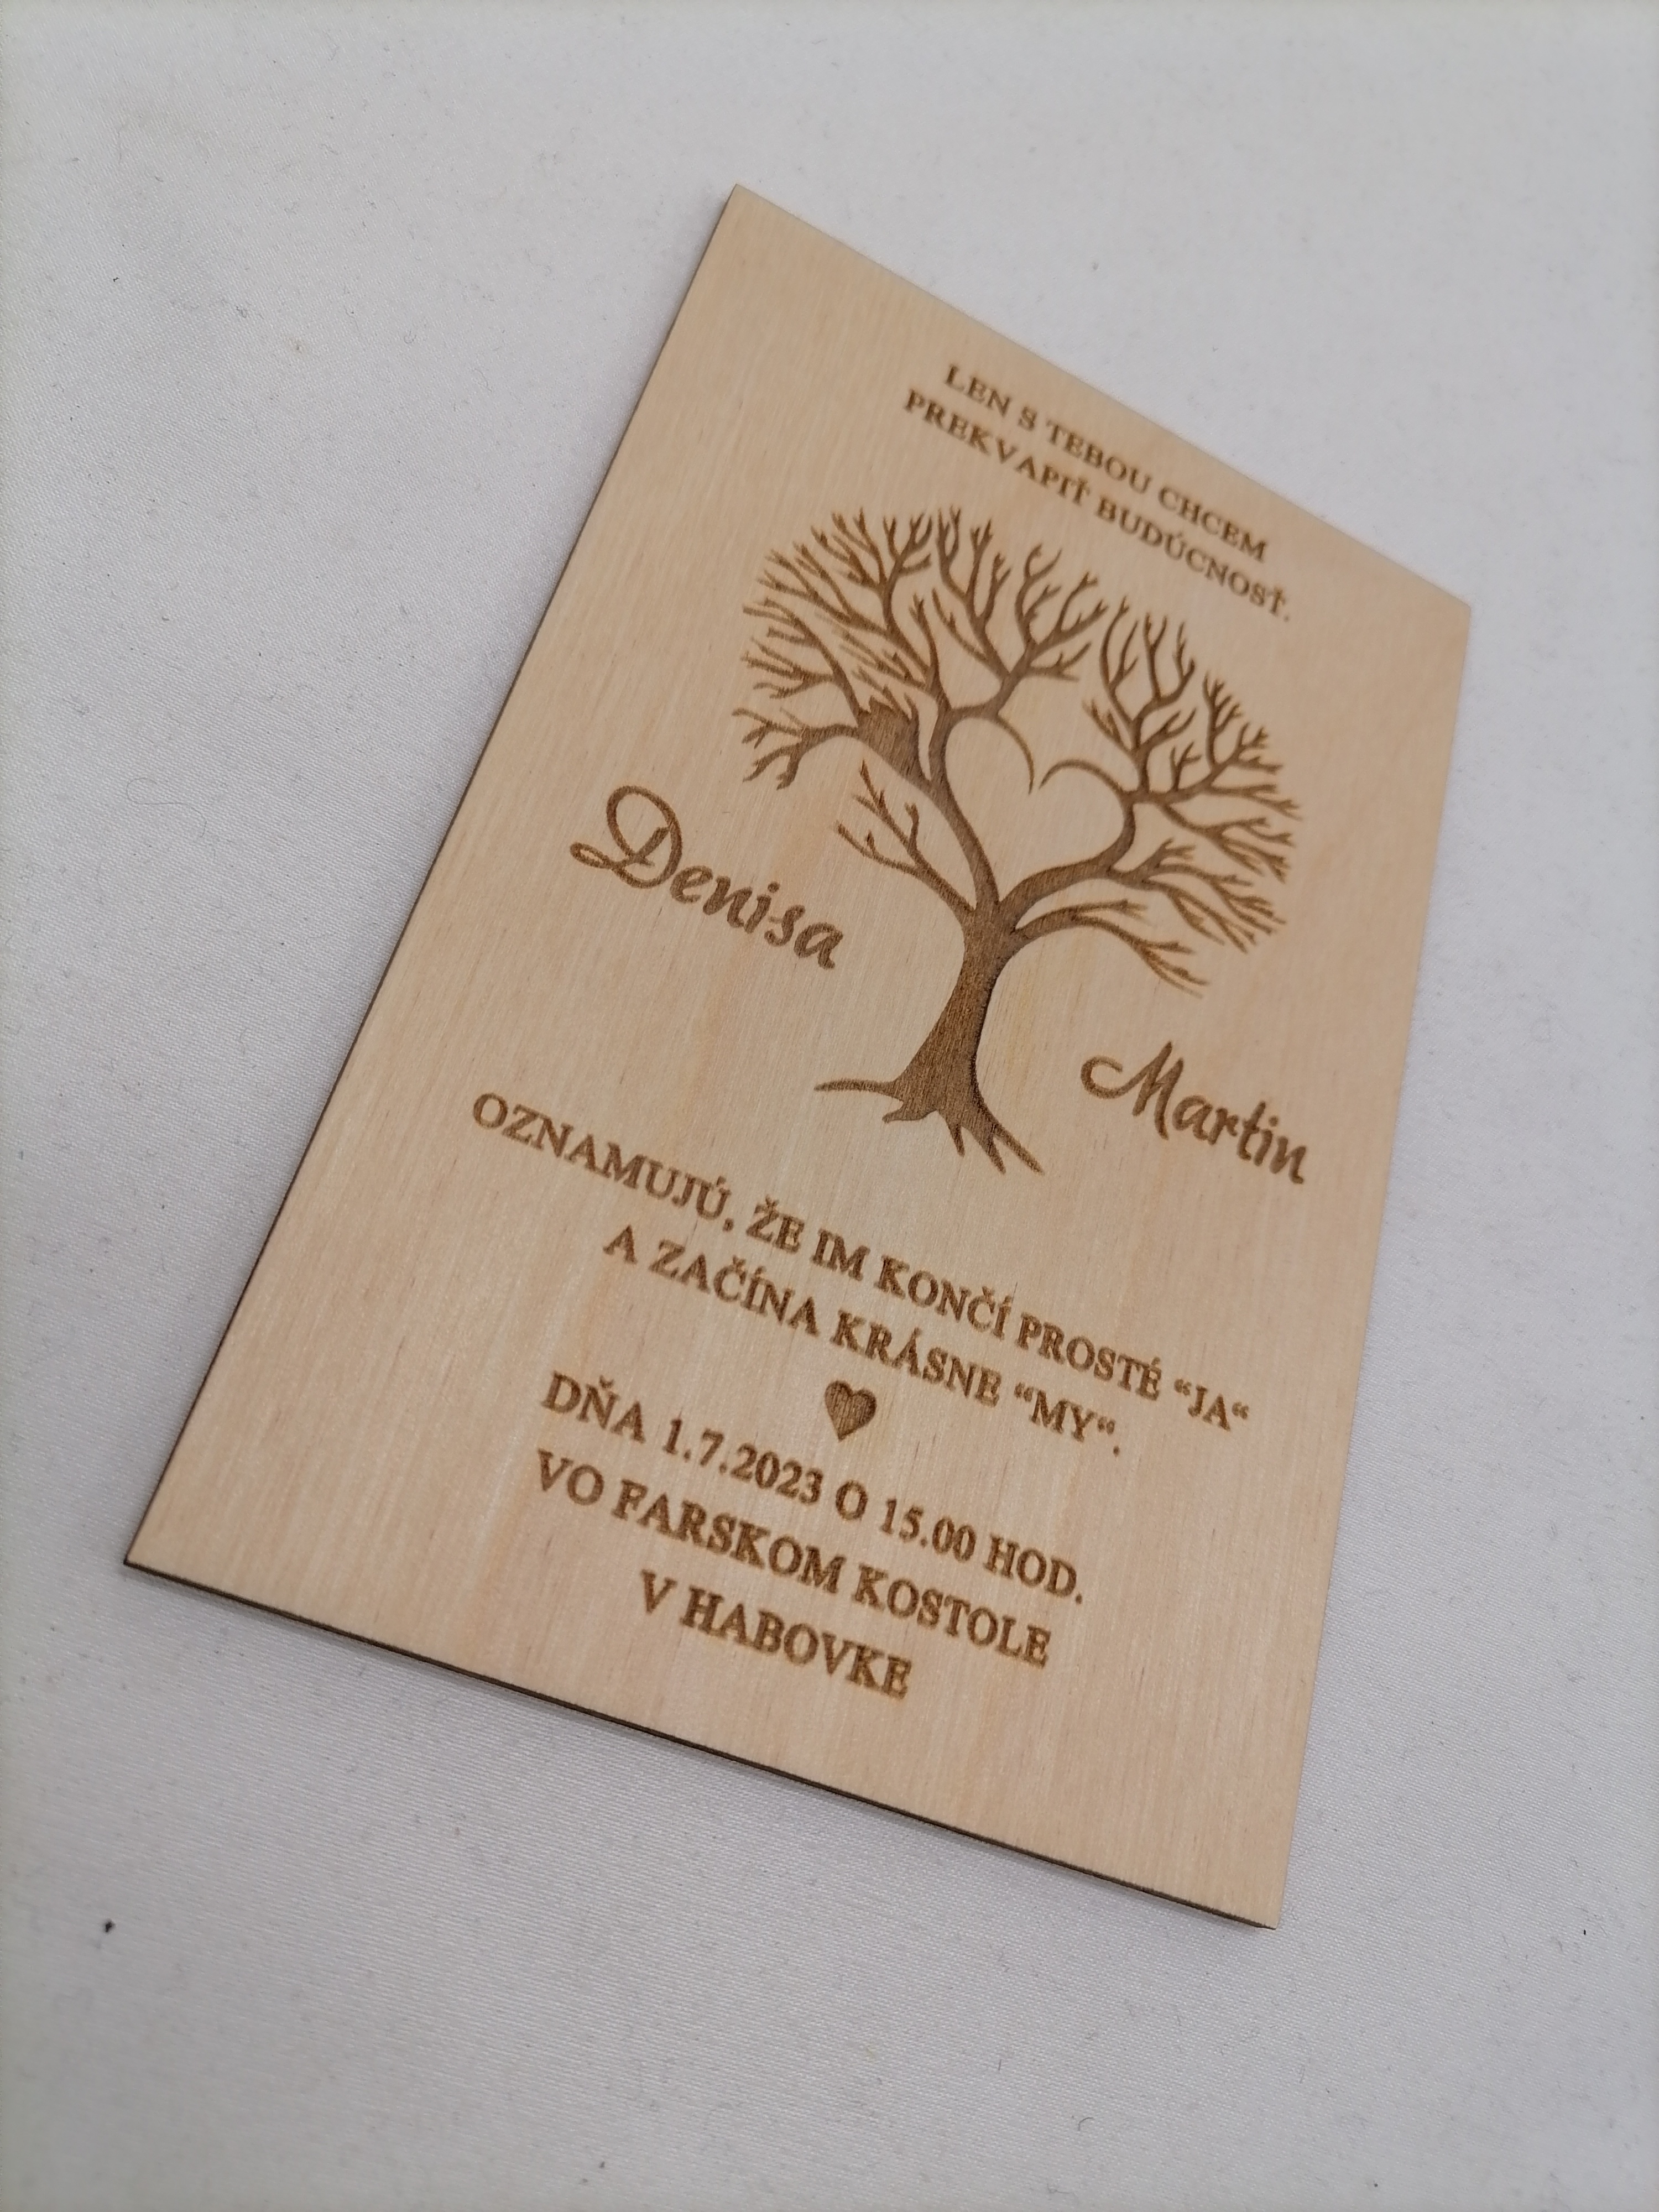 LEN S TEBOU CHCEM
PREKVAPIŤ BUDÚCNOSŤ.
Denisa
Martin
OZNAMUJÚ, ŽE IM KONČÍ PROSTÉ “JA“
A ZAČÍNA KRÁSNE “MY“.
DŇA 1.7.2023 O 15.00 HOD.
VO FARSKOM KOSTOLE
V HABOVKE